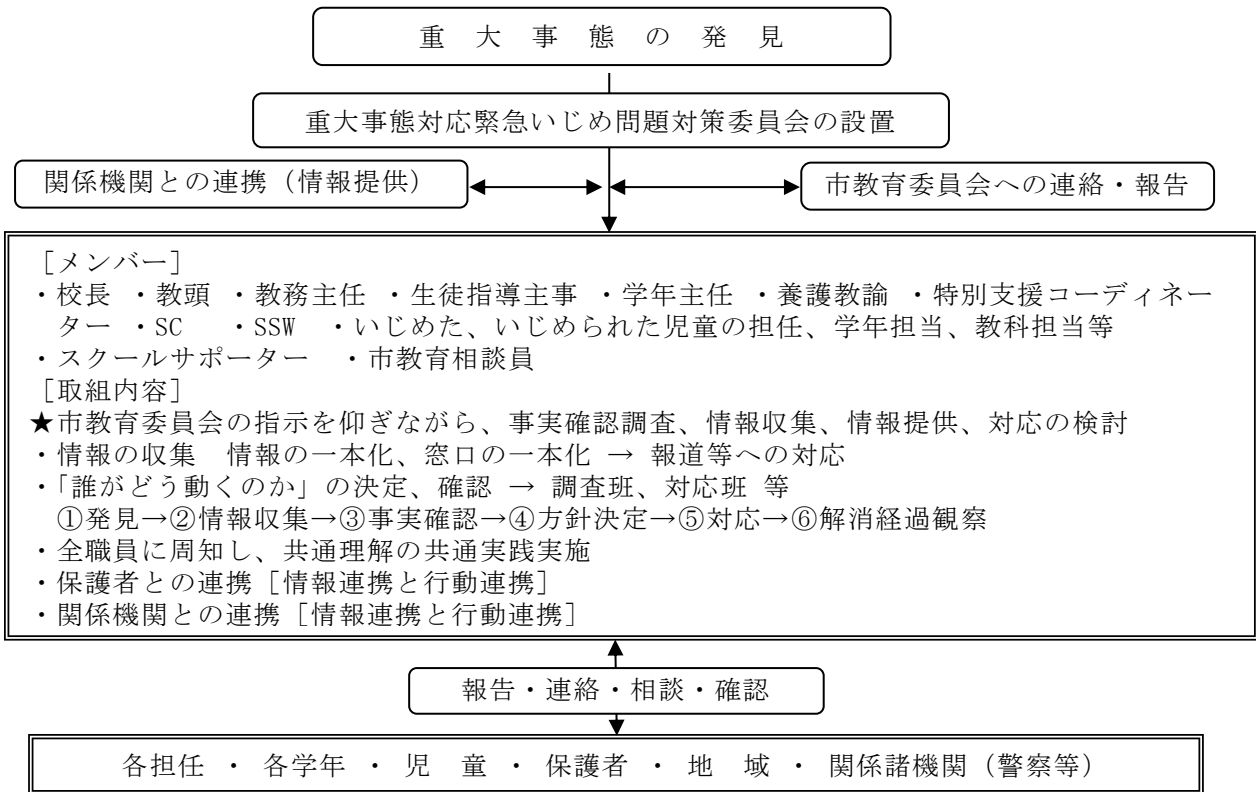 重　大　事　態　の　発　見
重大事態対応緊急いじめ問題対策委員会の設置
関係機関との連携（情報提供）
市教育委員会への連絡・報告
［メンバー］
・校長　・教頭　・教務主任　・生徒指導主事　・学年主任　・養護教諭　・特別支援コーディネー
ター　・SC　　・SSW　・いじめた、いじめられた児童の担任、学年担当、教科担当等
・スクールサポーター　・市教育相談員
［取組内容］
★市教育委員会の指示を仰ぎながら、事実確認調査、情報収集、情報提供、対応の検討
・情報の収集　情報の一本化、窓口の一本化　→　報道等への対応
・「誰がどう動くのか」の決定、確認　→　調査班、対応班　等
①発見→②情報収集→③事実確認→④方針決定→⑤対応→⑥解消経過観察
・全職員に周知し、共通理解の共通実践実施
・保護者との連携［情報連携と行動連携］
・関係機関との連携［情報連携と行動連携］
報告・連絡・相談・確認
各担任　・　各学年　・　児　童　・　保護者　・　地　域　・　関係諸機関（警察等）